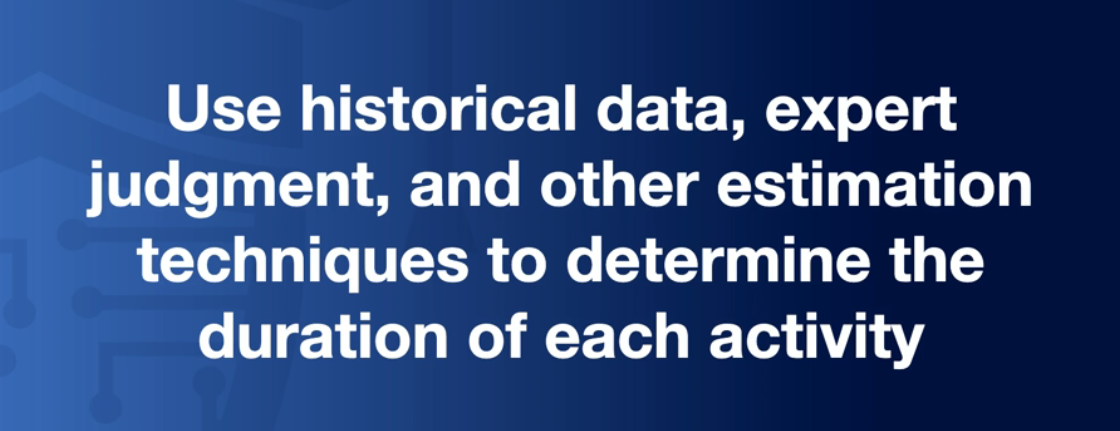 Use historical data, expert
judgment, and other estimation
techniques to determine the
duration of each activity